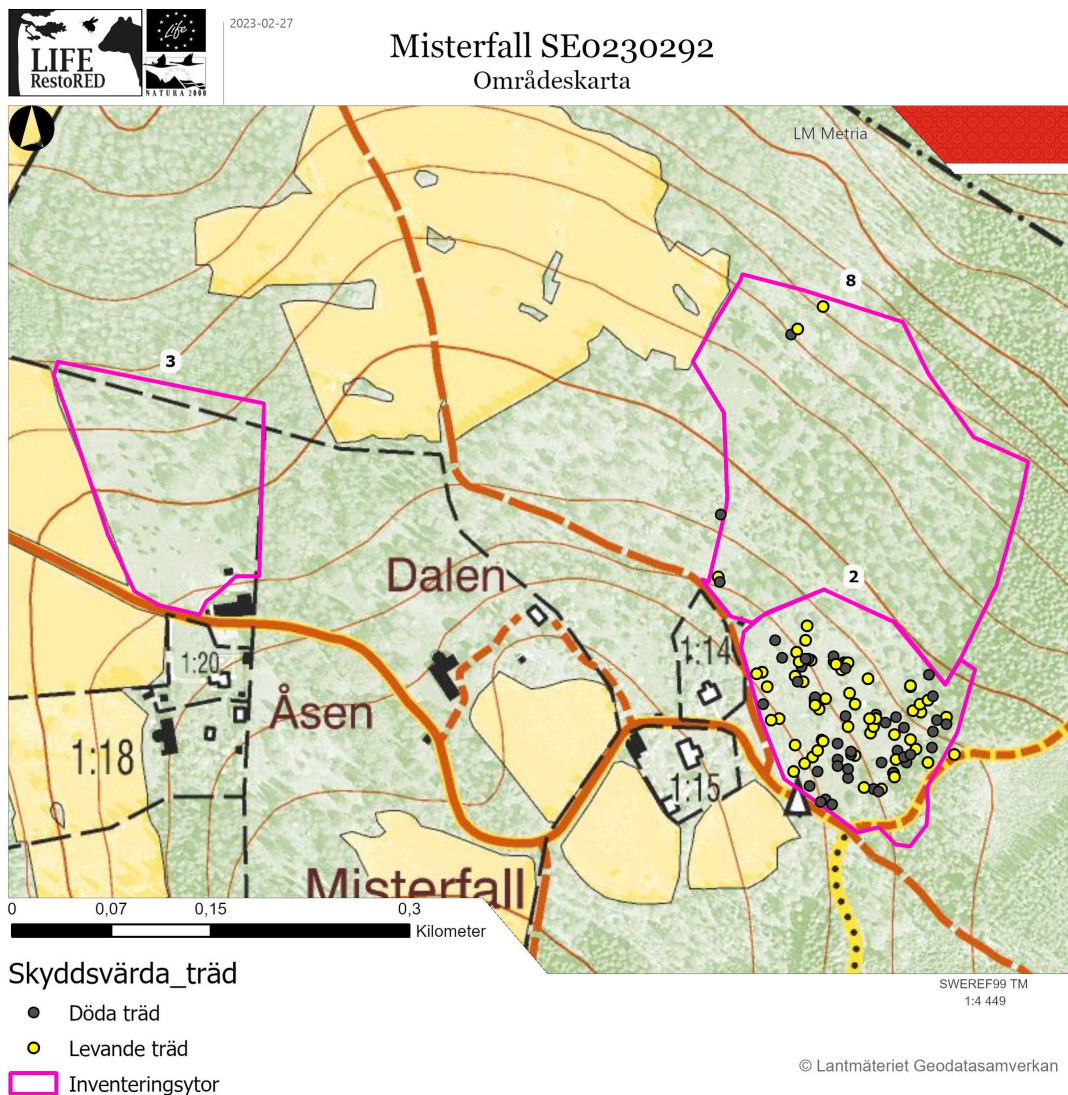 LIFE
RestoRED
Life
NATURA 2000
2023-02-27
Misterfall SE0230292
Områdeskarta
LM Metria
8
3
2
Dalen
1:14
1:20
Åsen
1:18
1:15
Misterfall
0 0,07 0,15 0,3
Kilometer
Skyddsvärda_träd
Döda träd
Levande träd
Inventeringsytor
SWEREF99 TM
1:4 449
© Lantmäteriet Geodatasamverkan